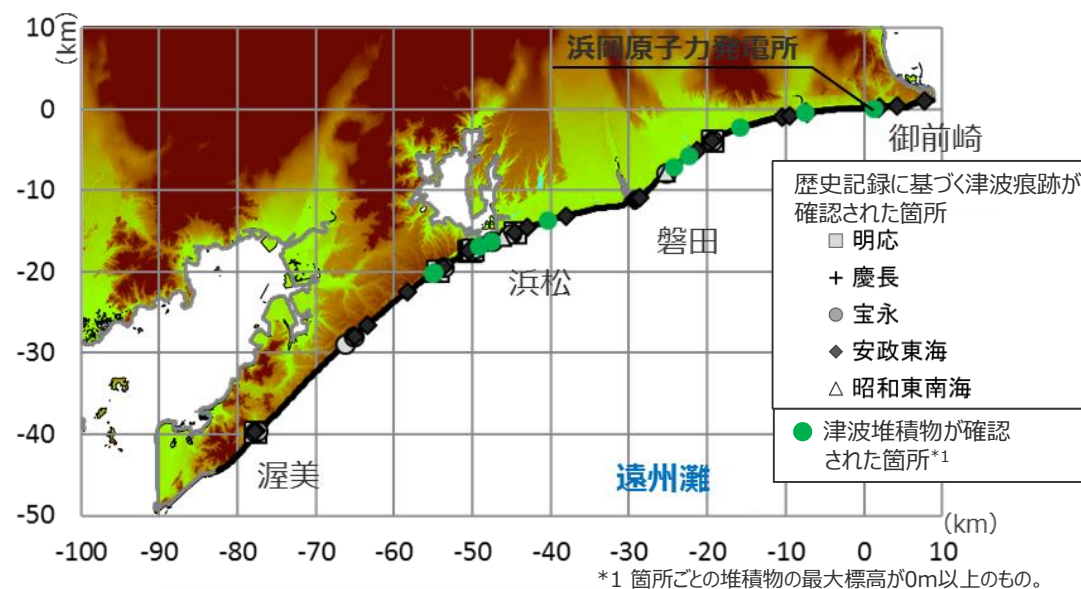 (km)
10
0
-10
-20
-30
-40
-50
浜岡原子力発電所
御前崎
磐田
浜松
渥美
遠州灘
歴史記録に基づく津波痕跡が
確認された箇所
明応
慶長
宝永
安政東海
昭和東南海
津波堆積物が確認
された箇所*1
(km)
-100 -90 -80 -70 -60 -50 -40 -30 -20 -10 0 10
*1 箇所ごとの堆積物の最大標高が0m以上のもの。